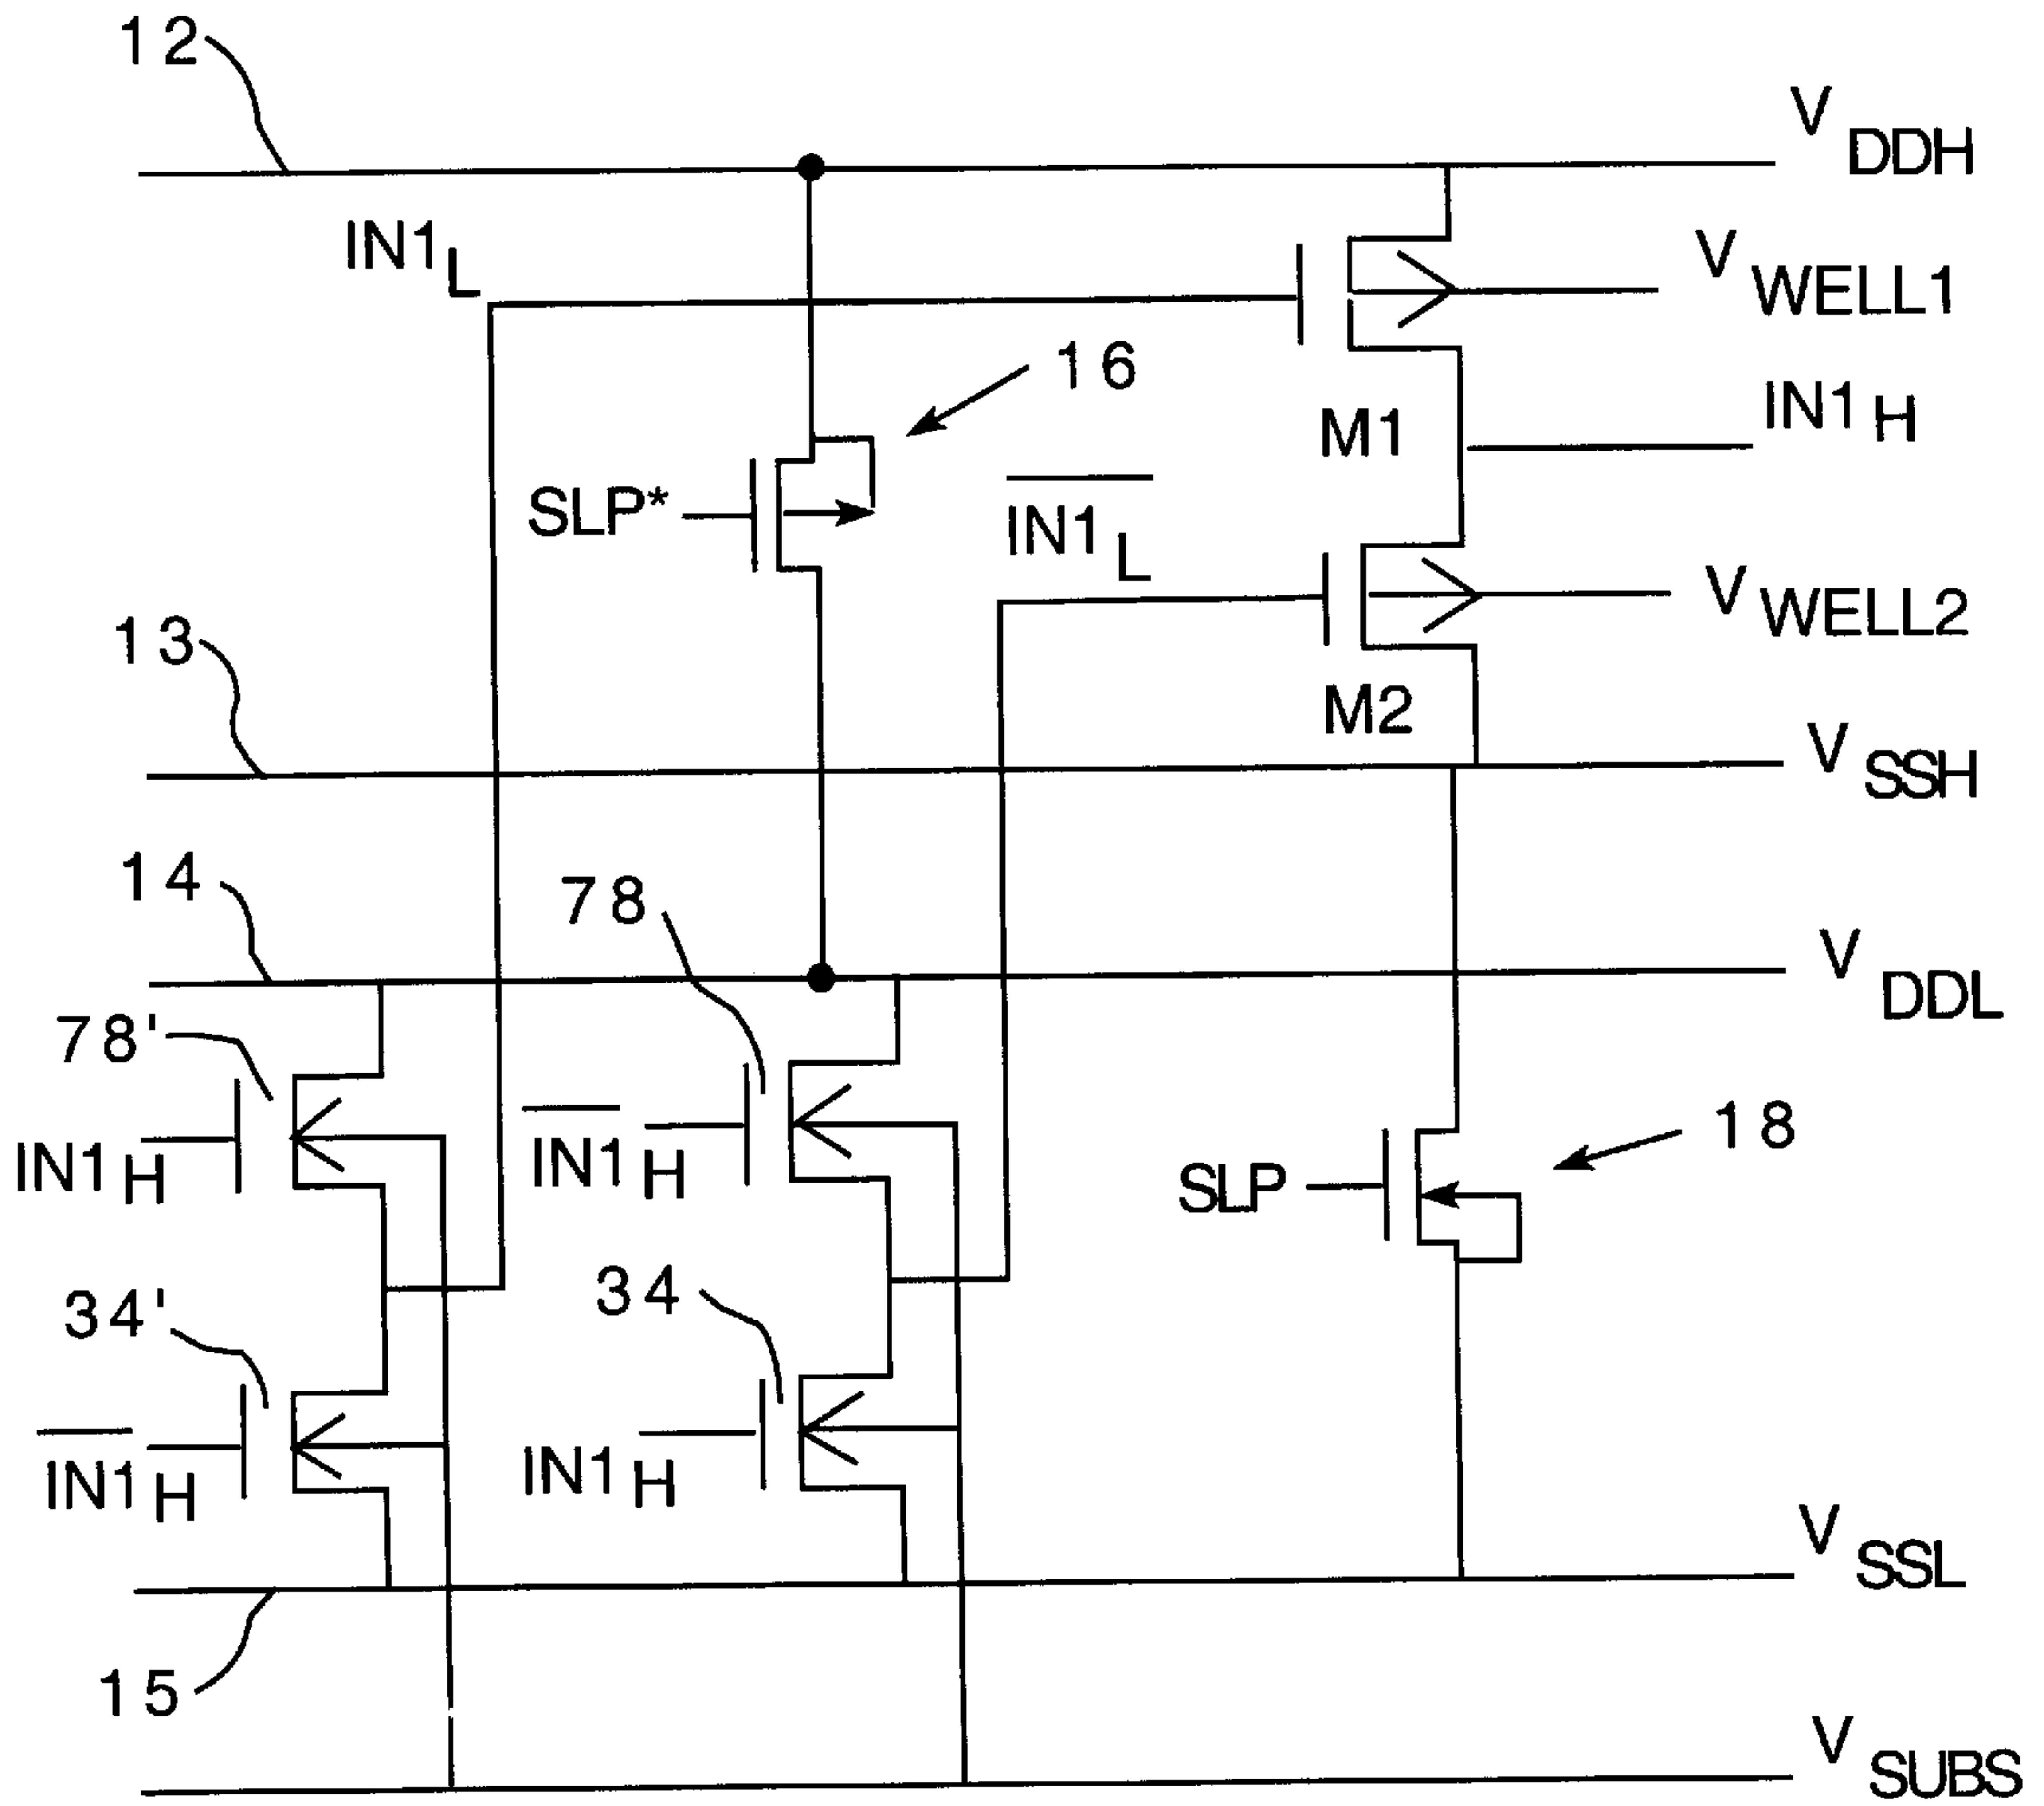 12
V DDH
IN1 L
V WELL1
16
IN1 H
M1
SLP*
IN1 L
V WELL2
13
M2
V SSH
14
78
V DDL
78'
IN1 H
IN1 H
18
SLP
34'
34
IN1 H
IN1 H
V SSL
15
V SUBS